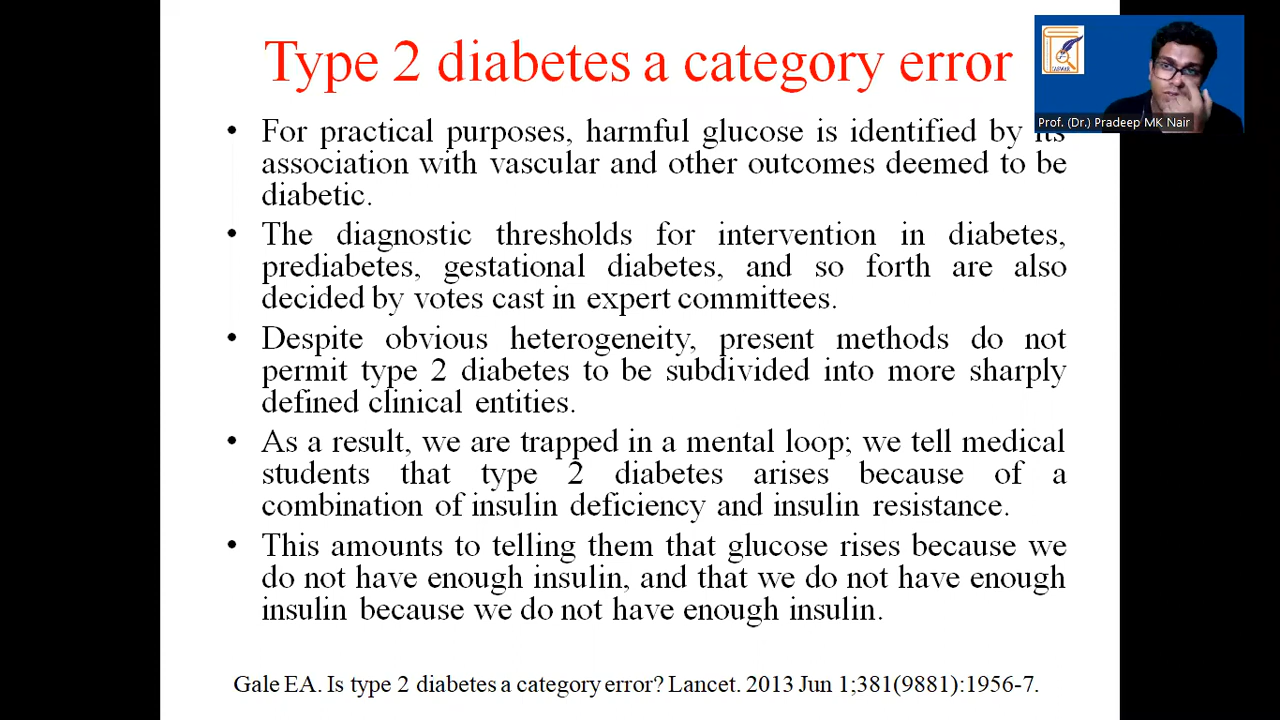 Type 2 diabetes a category error
• For practical purposes, harmful glucose is identified by its
association with vascular and other outcomes deemed to be
diabetic.
• The diagnostic thresholds for intervention in diabetes,
prediabetes, gestational diabetes, and so forth are also
decided by votes cast in expert committees.
• Despite obvious heterogeneity, present methods do not
permit type 2 diabetes to be subdivided into more sharply
defined clinical entities.
• As a result, we are trapped in a mental loop; we tell medical
students that type 2 diabetes arises because of a
combination of insulin deficiency and insulin resistance.
• This amounts to telling them that glucose rises because we
do not have enough insulin, and that we do not have enough
insulin because we do not have enough insulin.
Gale EA. Is type 2 diabetes a category error? Lancet. 2013 Jun 1;381(9881):1956-7.
Prof. (Dr.) Pradeep MK Nair